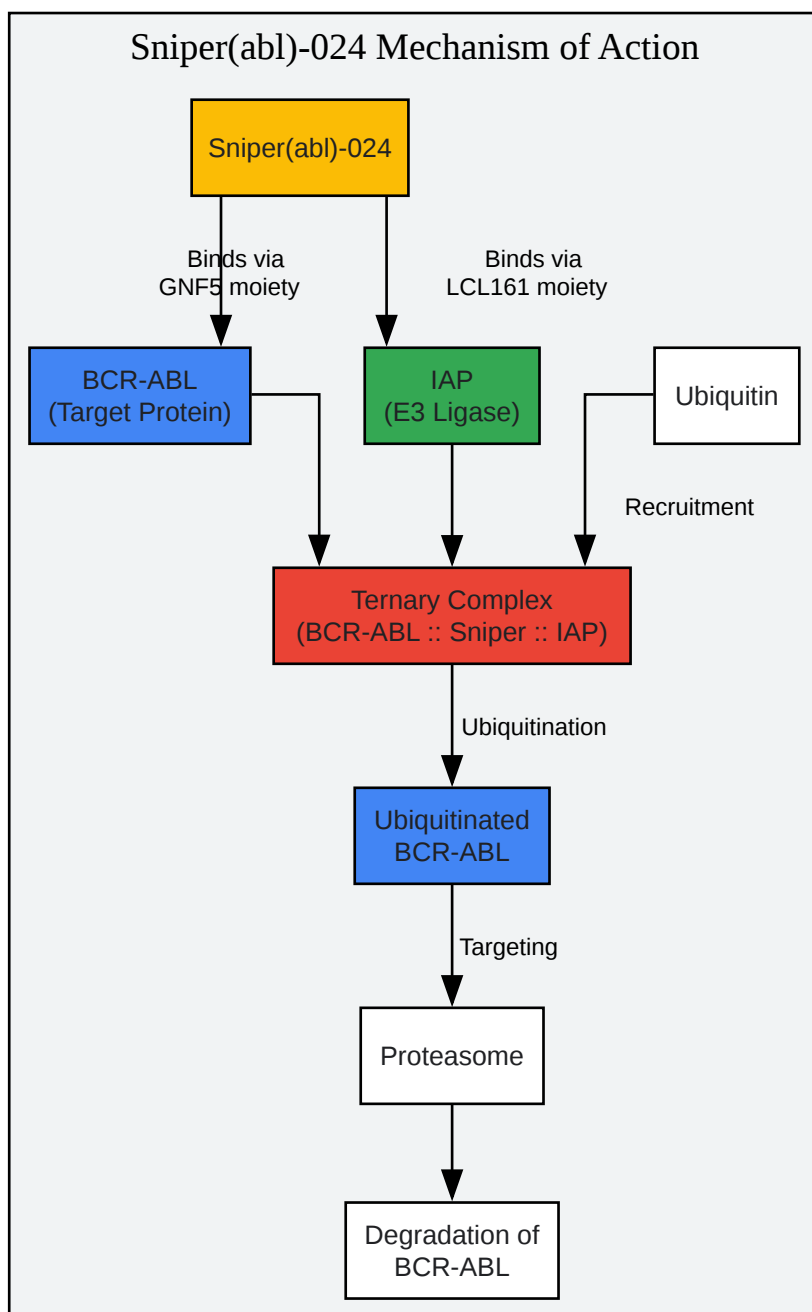 Sniper(abl)-024 Mechanism of Action
Sniper(abl)-024
Binds via
GNF5 moiety
Binds via
LCL161 moiety
BCR-ABL
(Target Protein)
IAP
(E3 Ligase)
Ubiquitin
Recruitment
Ternary Complex
(BCR-ABL :: Sniper :: IAP)
Ubiquitination
Ubiquitinated
BCR-ABL
Targeting
Proteasome
Degradation of
BCR-ABL